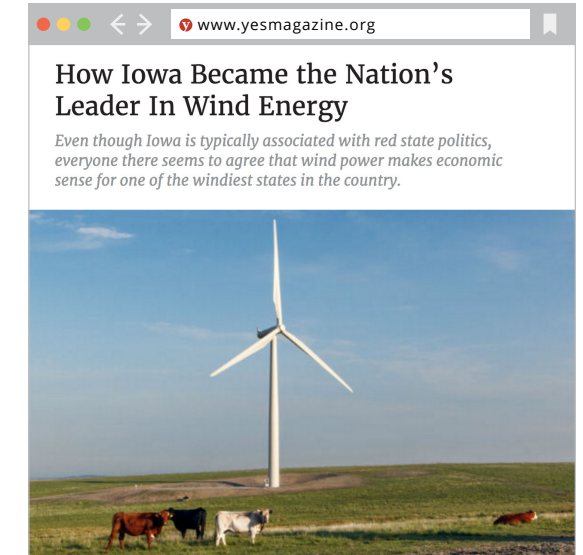 www.yesmagazine.org
How Iowa Became the Nation’s
Leader In Wind Energy
Even though Iowa is typically associated with red state politics,
everyone there seems to agree that wind power makes economic
sense for one of the windiest states in the country.